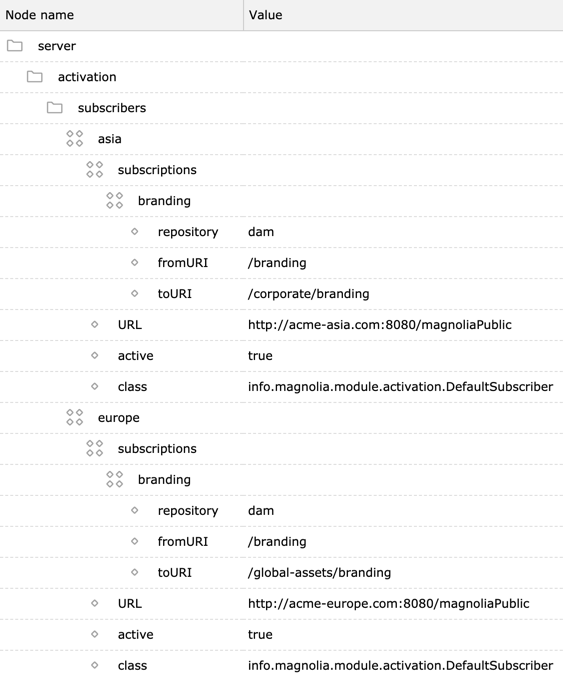 Node name Value
server
activation
subscribers
asia
subscriptions
branding
repository dam
fromURI /branding
toURI /corporate/branding
URL http://acme-asia.com:8080/magnoliaPublic
active true
class info.magnolia.module.activation.DefaultSubscriber
europe
subscriptions
branding
repository dam
fromURI /branding
toURI /global-assets/branding
URL http://acme-europe.com:8080/magnoliaPublic
active true
class info.magnolia.module.activation.DefaultSubscriber